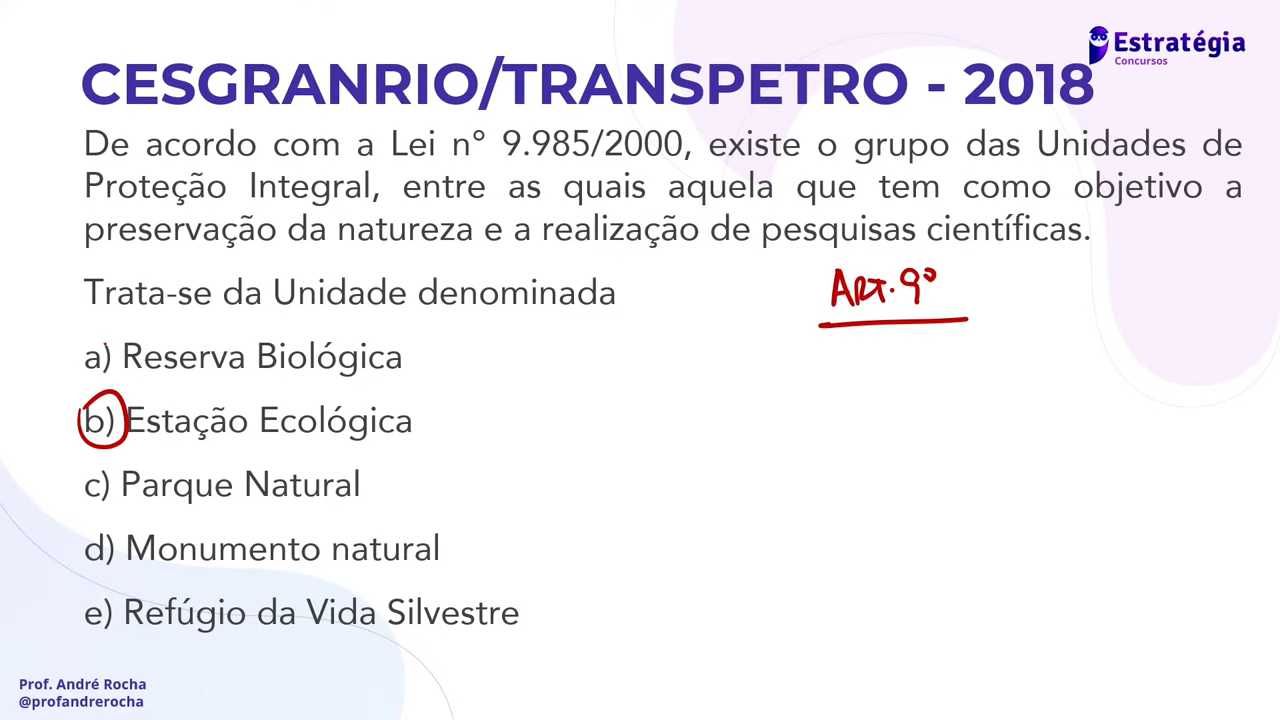 Estratégia
Concursos
CESGRANRIO/TRANSPETRO - 2018
De acordo com a Lei n° 9.985/2000, existe o grupo das Unidades de
Proteção Integral, entre as quais aquela que tem como objetivo a
preservação da natureza e a realização de pesquisas científicas.
Trata-se da Unidade denominada
ART. 9º
a) Reserva Biológica
b) Estação Ecológica
c) Parque Natural
d) Monumento natural
e) Refúgio da Vida Silvestre
Prof. André Rocha
@profandrerocha